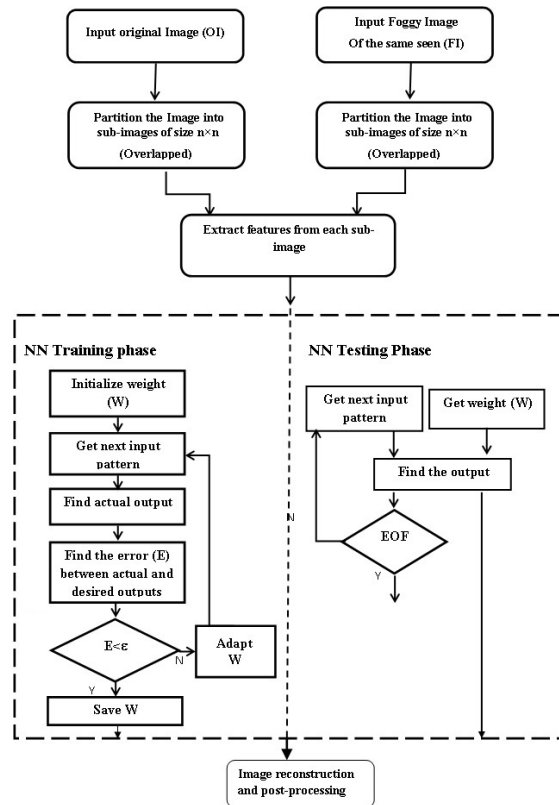 Input original Image (OI)
Input Foggy Image
Of the same seen (FI)
Partition the Image into
sub-images of size n×n
(Overlapped)
Partition the Image into
sub-images of size n×n
(Overlapped)
Extract features from each sub-
image
NN Training phase
Initialize weight
(W)
Get next input
pattern
Find actual output
Find the error (E)
between actual and
desired outputs
E<ε
N
Adapt
W
Y
Save W
NN Testing Phase
Get next input
pattern
Get weight (W)
Find the output
N
EOF
Y
Image reconstruction
and post-processing